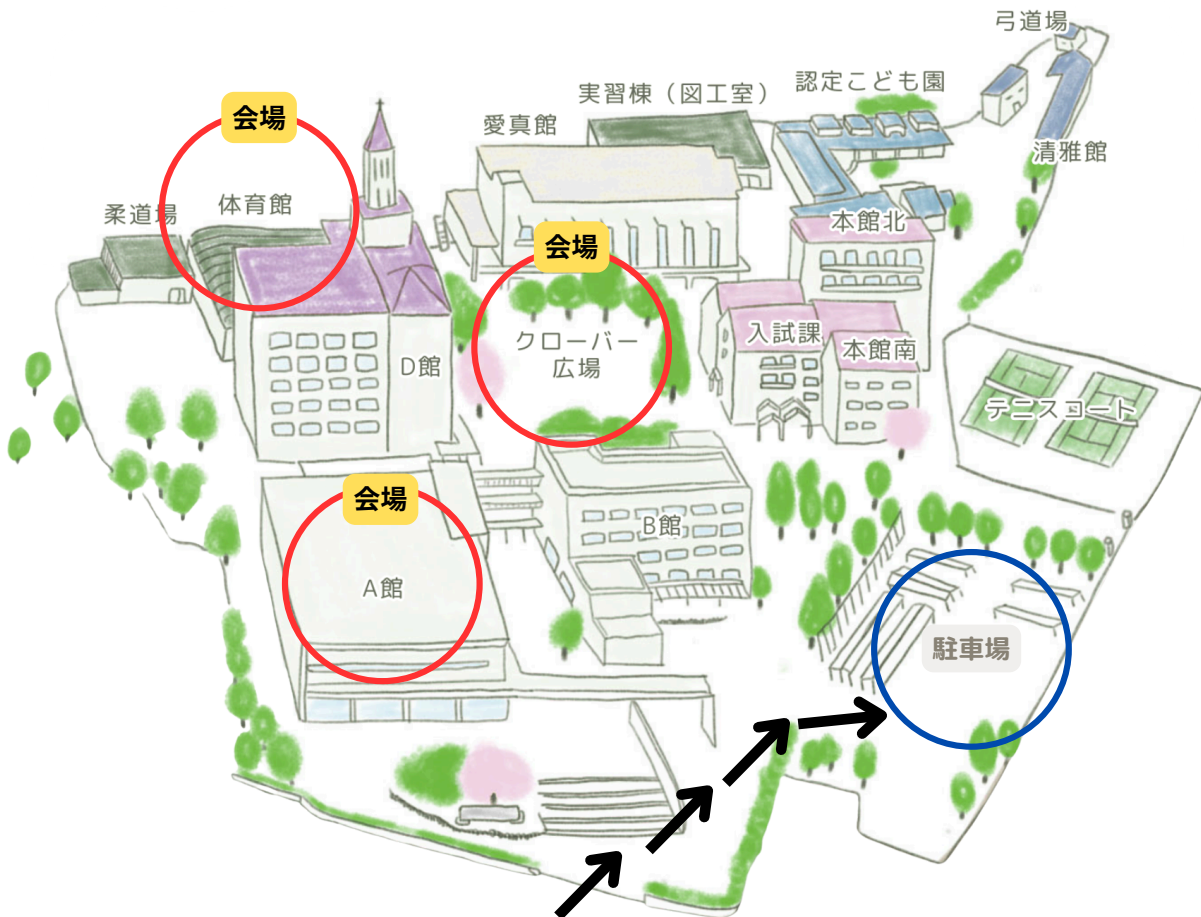 弓道場
認定こども園
実習棟（図工室）
会場
愛真館
清雅館
体育館
柔道場
本館北
会場
入試課
クローバー
広場
本館南
D館
テニスコート
会場
B館
A館
駐車場